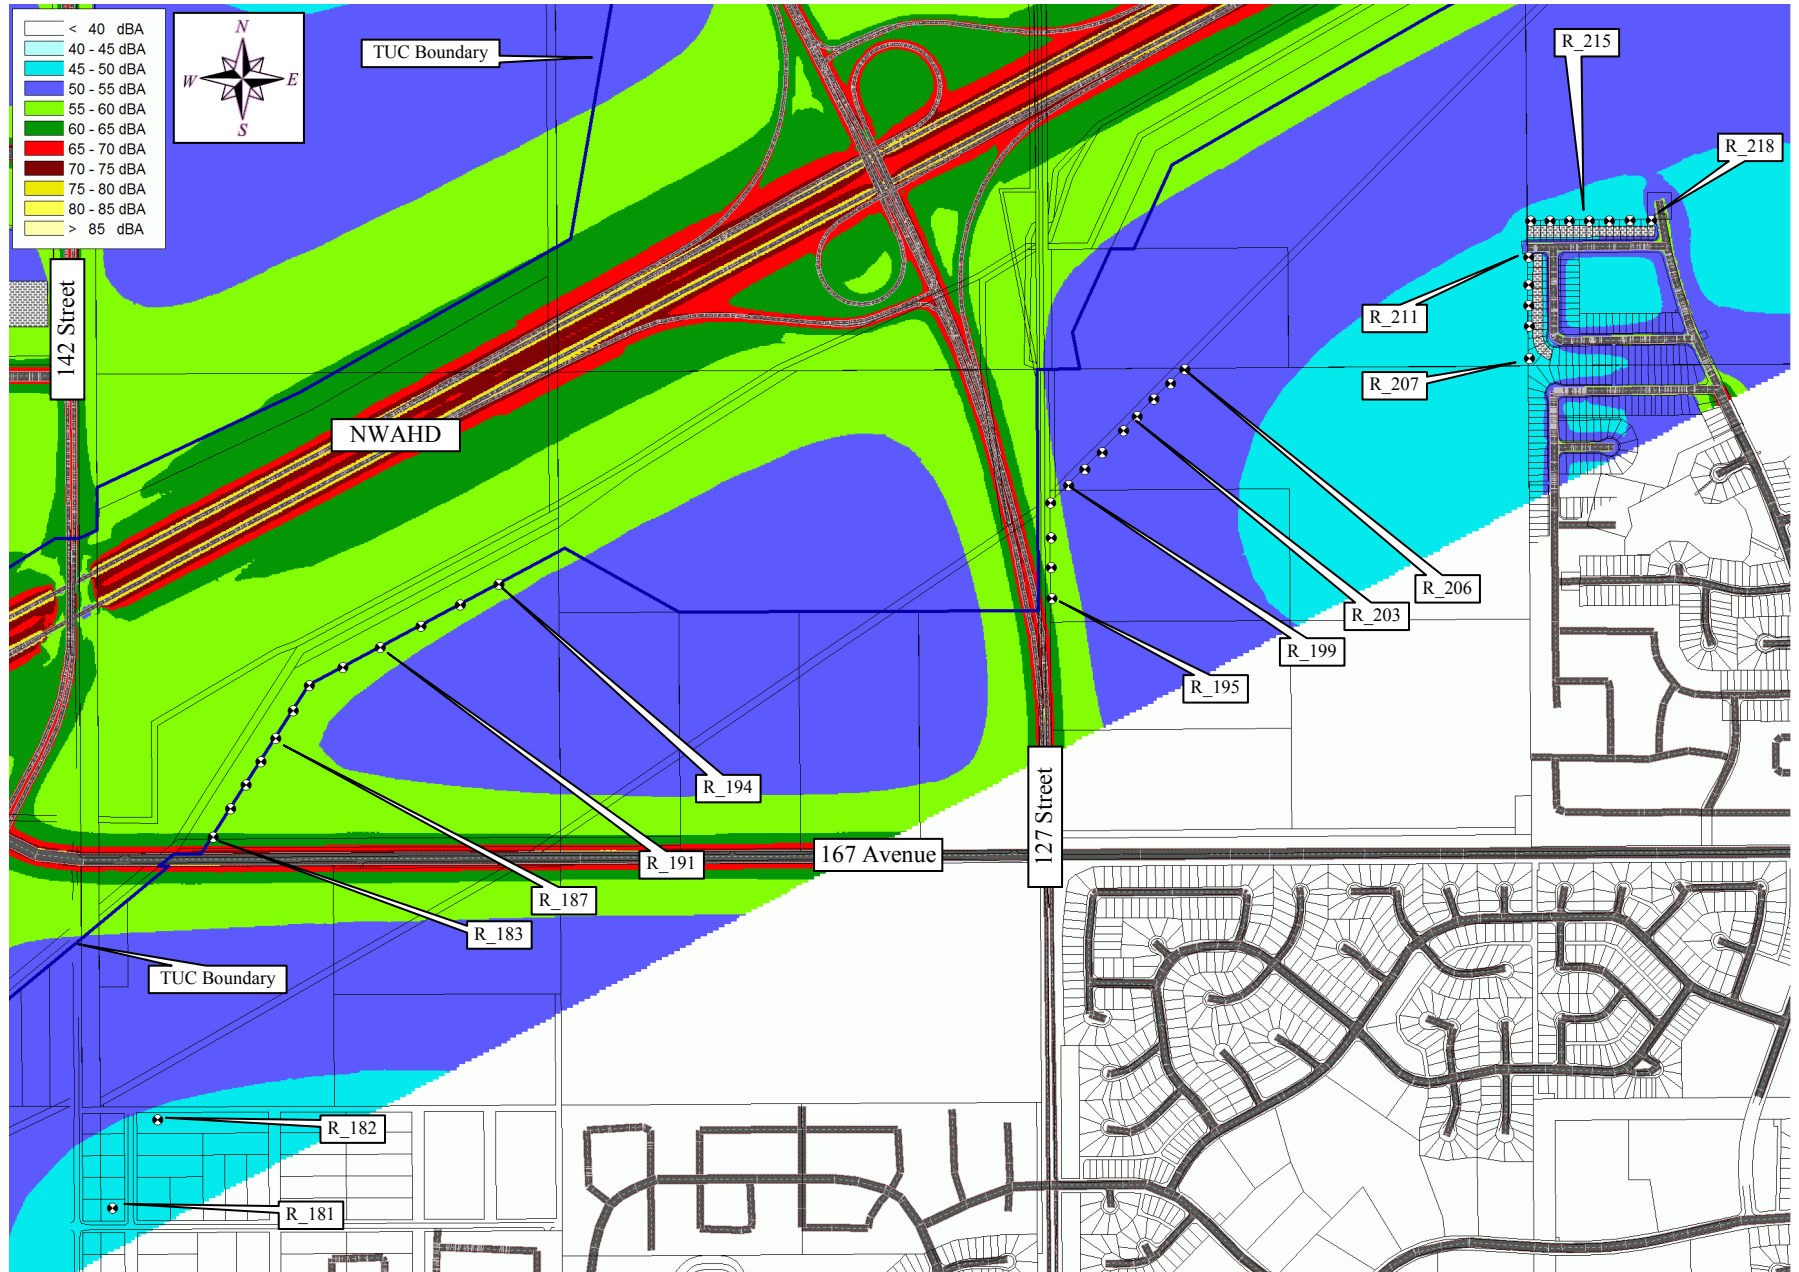 < 40 dBA
40 - 45 dBA
45 - 50 dBA
50 - 55 dBA
55 - 60 dBA
60 - 65 dBA
65 - 70 dBA
70 - 75 dBA
75 - 80 dBA
80 - 85 dBA
> 85 dBA
N
W E
S
TUC Boundary
R_215
R_218
142 Street
R_211
R_207
NWAHD
R_206
R_203
R_199
R_195
R_194
127 Street
167 Avenue
R_191
R_187
R_183
TUC Boundary
R_182
R_181